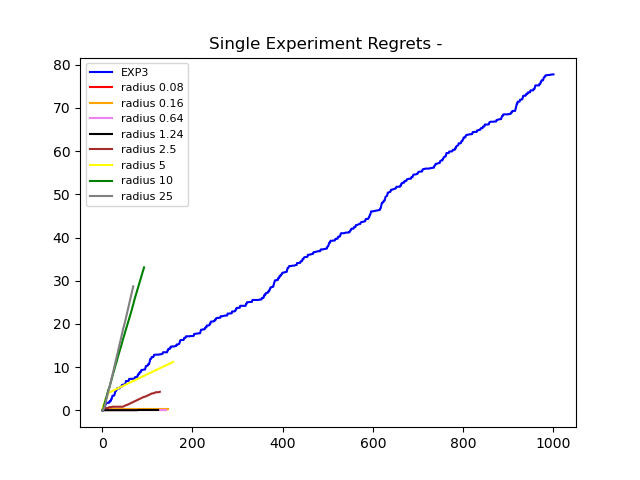 Single Experiment Regrets -
80
70
60
50
40
30
20
10
0
EXP3
radius 0.08
radius 0.16
radius 0.64
radius 1.24
radius 2.5
radius 5
radius 10
radius 25
0 200 400 600 800 1000